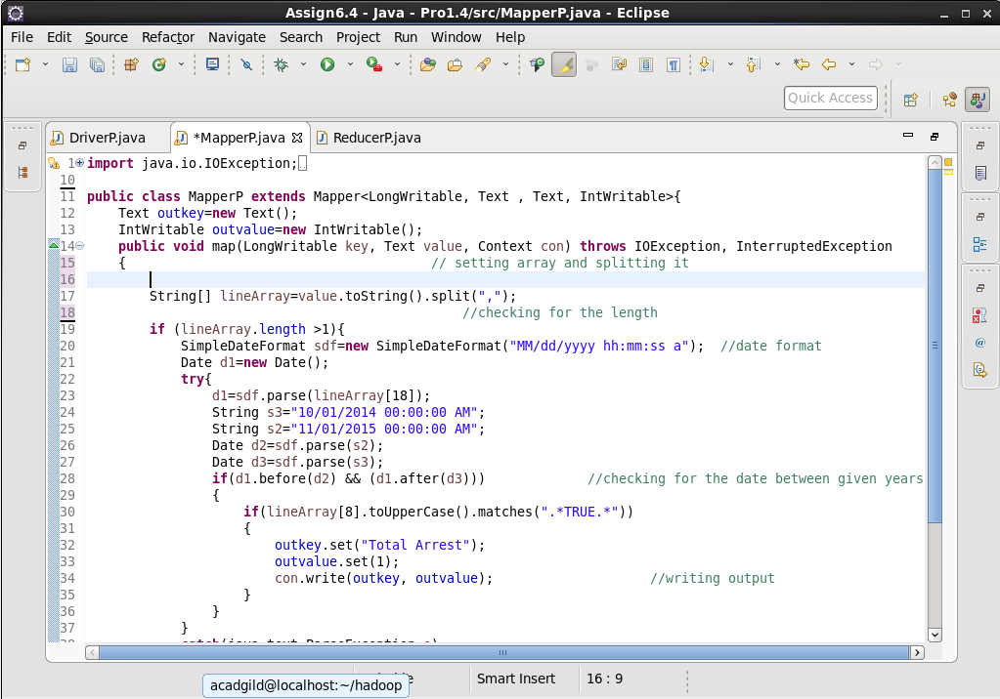 Assign6.4 - Java - Pro1.4/src/MapperP.java - Eclipse
File Edit Source Refactor Navigate Search Project Run Window Help
Quick Access
DriverP.java *MapperP.java ReducerP.java
1 import java.io.IOException;
10
11 public class MapperP extends Mapper<LongWritable, Text , Text, IntWritable>{
12 Text outkey=new Text();
13 IntWritable outvalue=new IntWritable();
14 public void map(LongWritable key, Text value, Context con) throws IOException, InterruptedException
15 { // setting array and splitting it
16
17 String[] lineArray=value.toString().split(",");
18 //checking for the length
19 if (lineArray.length >1){
20 SimpleDateFormat sdf=new SimpleDateFormat("MM/dd/yyyy hh:mm:ss a"); //date format
21 Date d1=new Date();
22 try{
23 d1=sdf.parse(lineArray[18]);
24 String s3="10/01/2014 00:00:00 AM";
25 String s2="11/01/2015 00:00:00 AM";
26 Date d2=sdf.parse(s2);
27 Date d3=sdf.parse(s3);
28 if(d1.before(d2) && (d1.after(d3))) //checking for the date between given years
29 {
30 if(lineArray[8].toUpperCase().matches(".*TRUE.*"))
31 {
32 outkey.set("Total Arrest");
33 outvalue.set(1);
34 con.write(outkey, outvalue); //writing output
35 }
36 }
37 }
Smart Insert 16 : 9
acadgild@localhost:~/hadoop